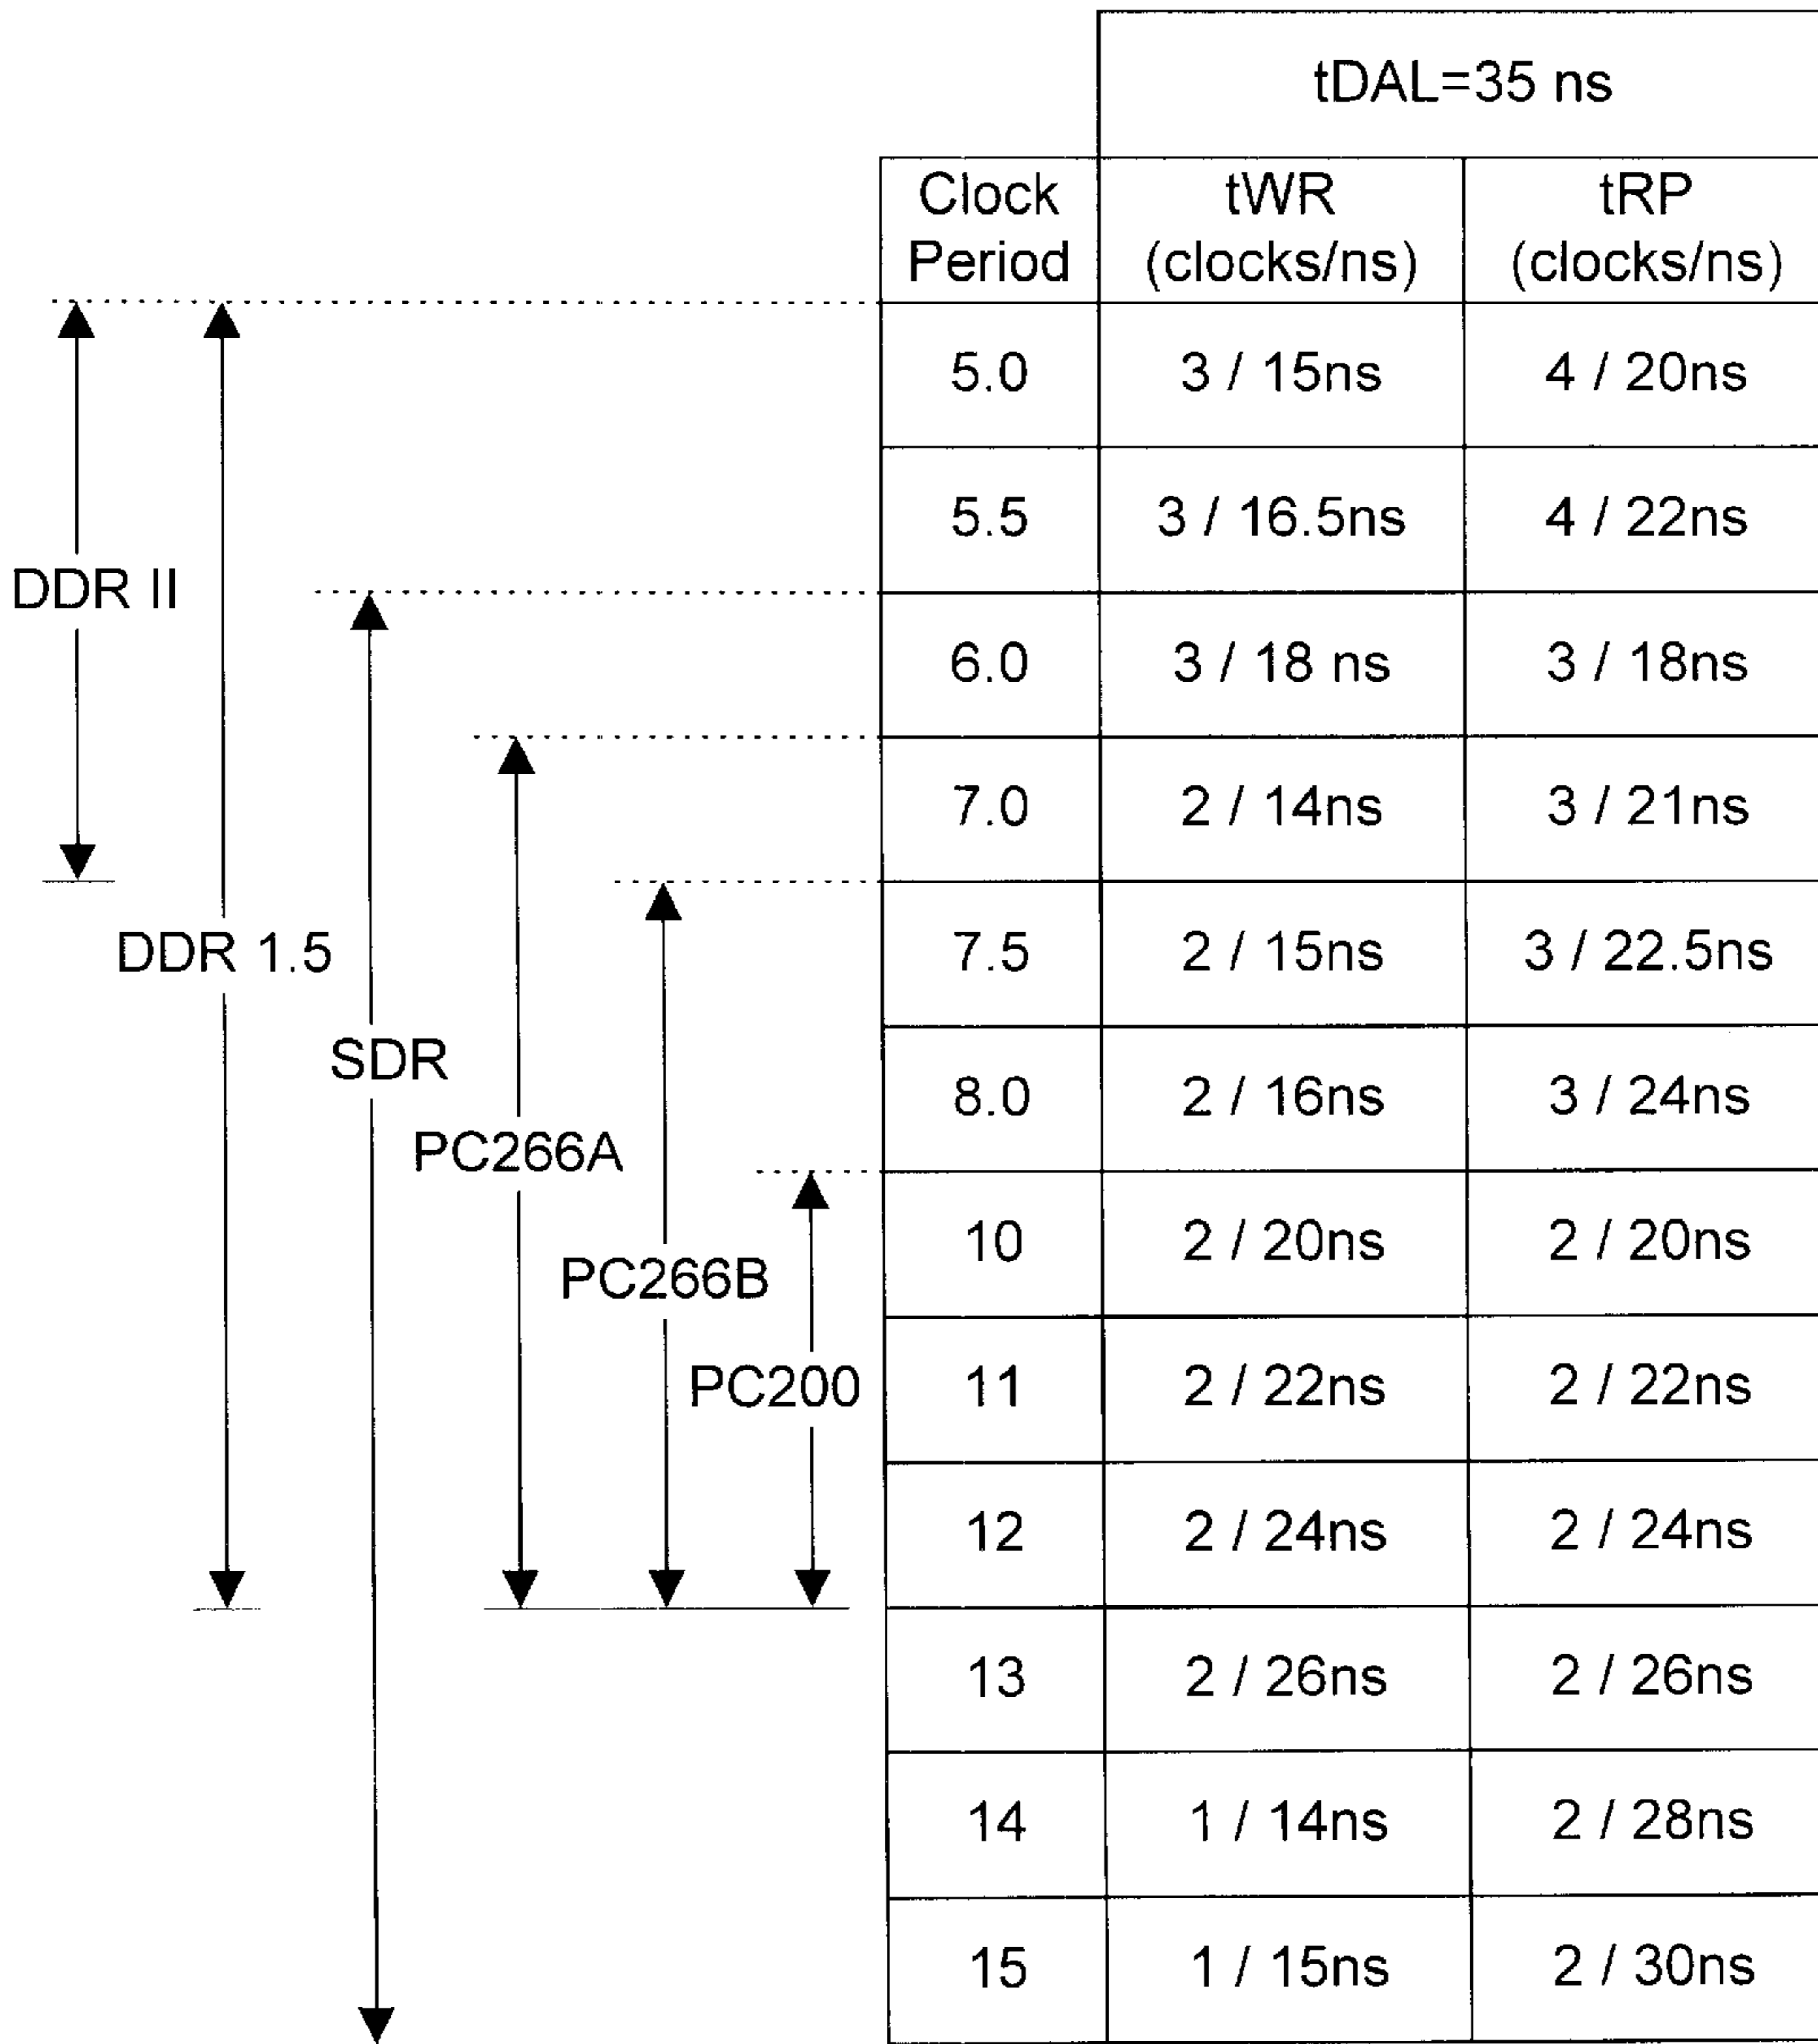 tDAL=35 ns
Clock Period tWR (clocks/ns) tRP (clocks/ns)
5.0 3 / 15ns 4 / 20ns
5.5 3 / 16.5ns 4 / 22ns
DDR II
6.0 3 / 18 ns 3 / 18ns
7.0 2 / 14ns 3 / 21ns
DDR 1.5
7.5 2 / 15ns 3 / 22.5ns
SDR
8.0 2 / 16ns 3 / 24ns
PC266A
10 2 / 20ns 2 / 20ns
PC266B
PC200
11 2 / 22ns 2 / 22ns
12 2 / 24ns 2 / 24ns
13 2 / 26ns 2 / 26ns
14 1 / 14ns 2 / 28ns
15 1 / 15ns 2 / 30ns